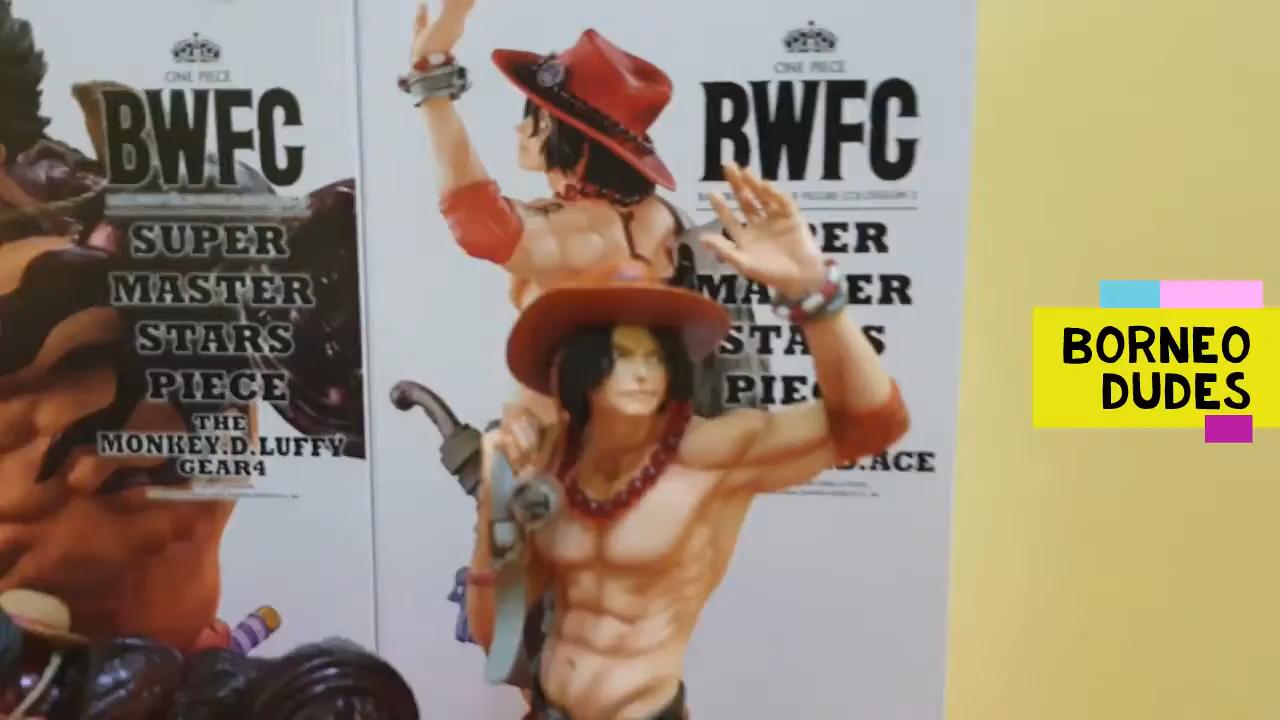 ONE PIECE
BWFC
SUPER
MASTER
STARS
PIECE
THE
MONKEY.D.LUFFY
GEAR4
ONE PIECE
BWFC
PER
MA ER
STA S
PIE
D.ACE
BORNEO
DUDES